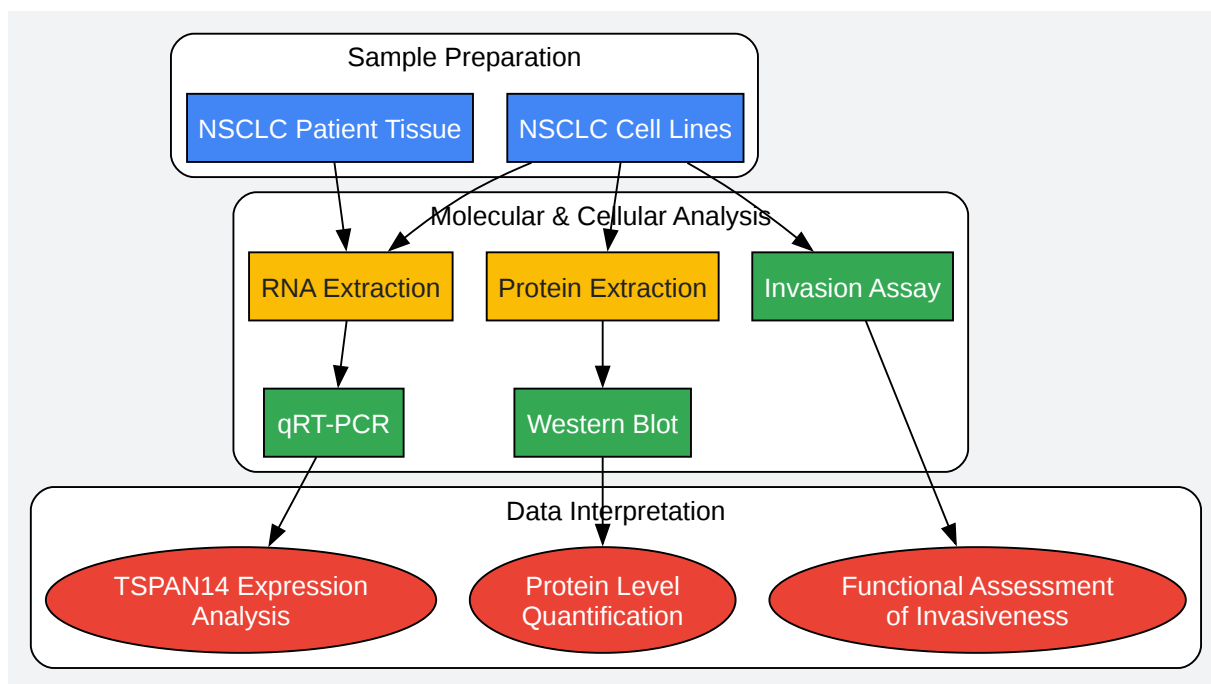 Sample Preparation
NSCLC Patient Tissue
NSCLC Cell Lines
Molecular & Cellular Analysis
RNA Extraction
Protein Extraction
Invasion Assay
qRT-PCR
Western Blot
Data Interpretation
TSPAN14 Expression
Analysis
Protein Level
Quantification
Functional Assessment
of Invasiveness